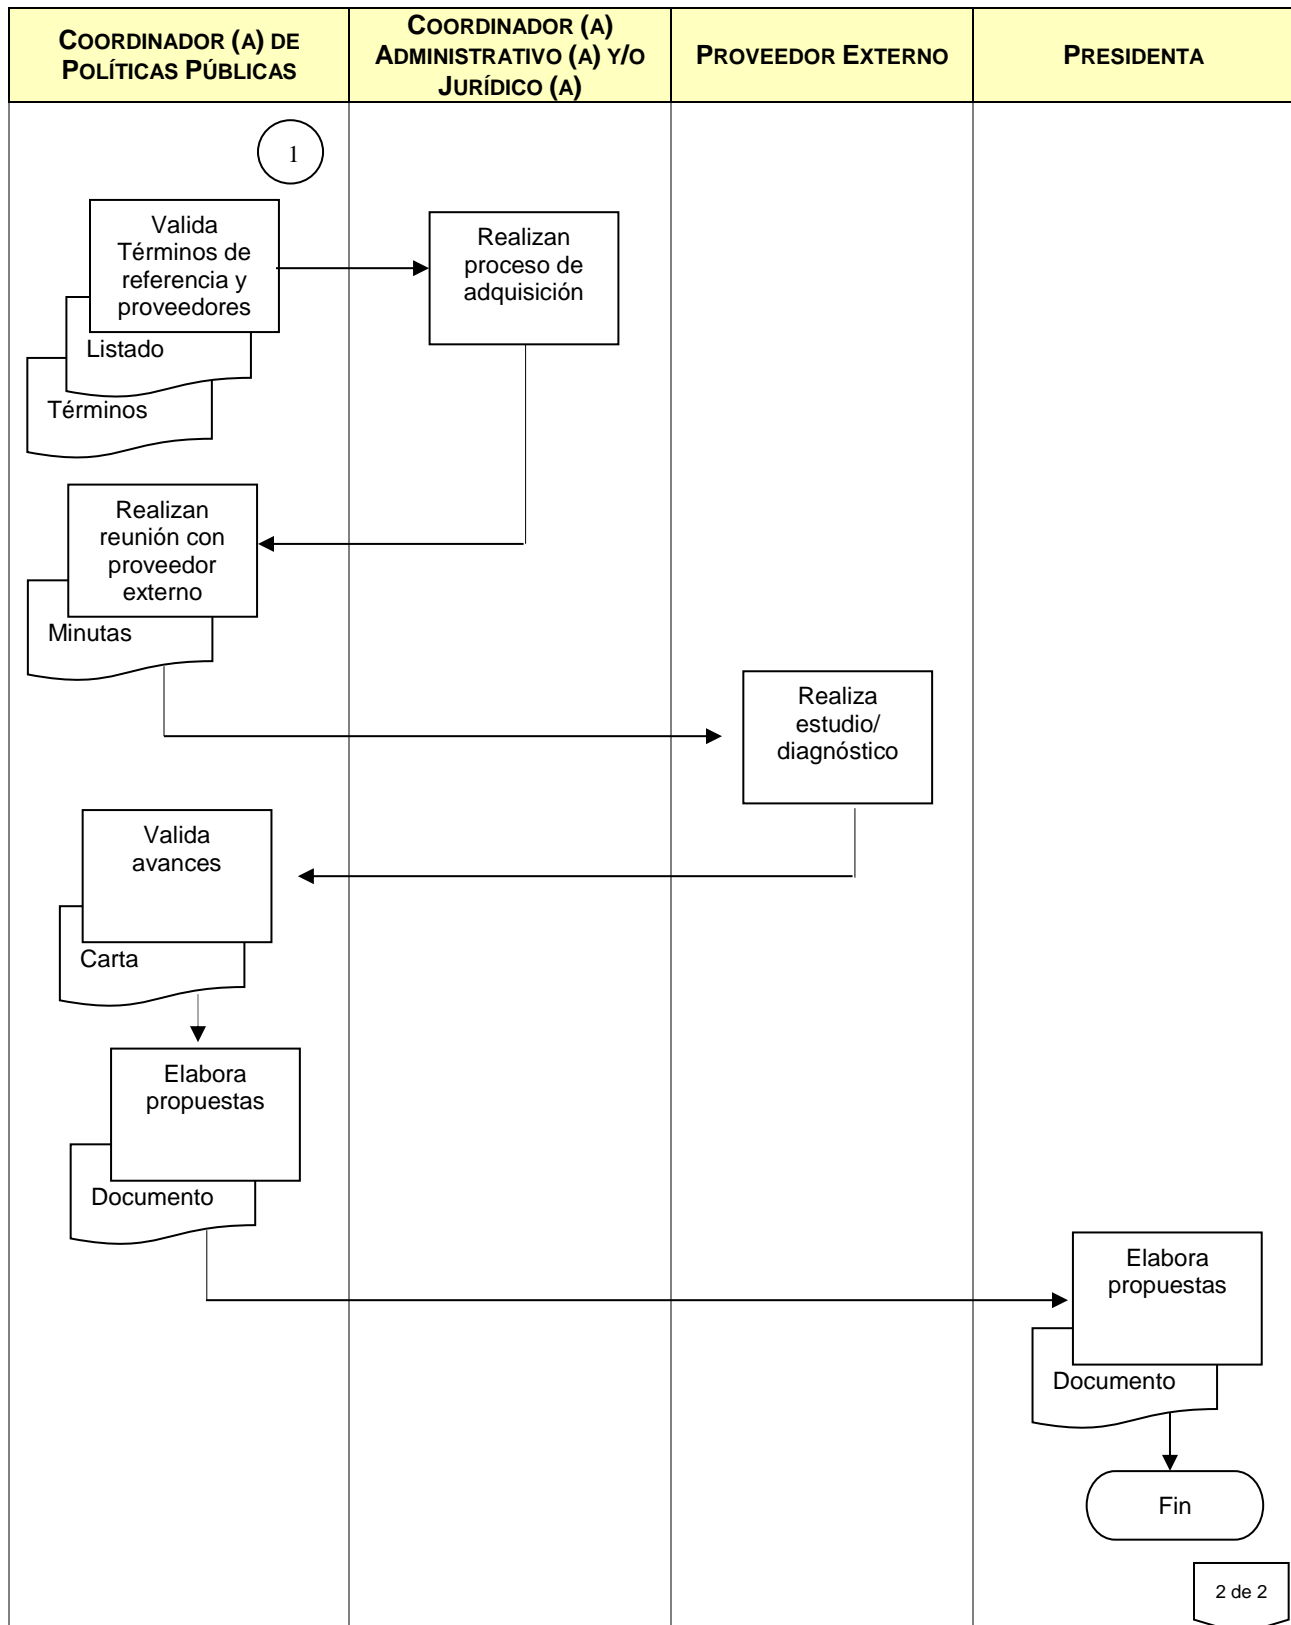 COORDINADOR (A) DE
POLÍTICAS PÚBLICAS
COORDINADOR (A)
ADMINISTRATIVO (A) Y/O
JURÍDICO (A)
PROVEEDOR EXTERNO
PRESIDENTA
1
Valida
Términos de
referencia y
proveedores
Listado
Términos
Realizan
proceso de
adquisición
Realizan
reunión con
proveedor
externo
Minutas
Realiza
estudio/
diagnóstico
Valida
avances
Carta
Elabora
propuestas
Documento
Elabora
propuestas
Documento
Fin
2 de 2